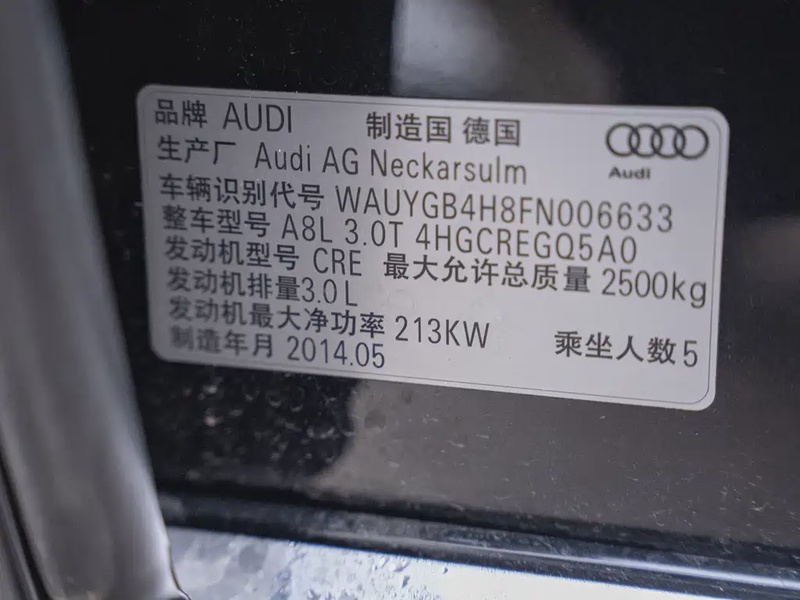 品牌 AUDI 制造国 德国
Audi
生产厂 Audi AG Neckarsulm
车辆识别代号 WAUYGB4H8FN006633
整车型号 A8L 3.0T 4HGCREGQ5A0
发动机型号 CRE 最大允许总质量 2500kg
发动机排量3.0L
发动机最大净功率 213KW 乘坐人数5
制造年月 2014.05